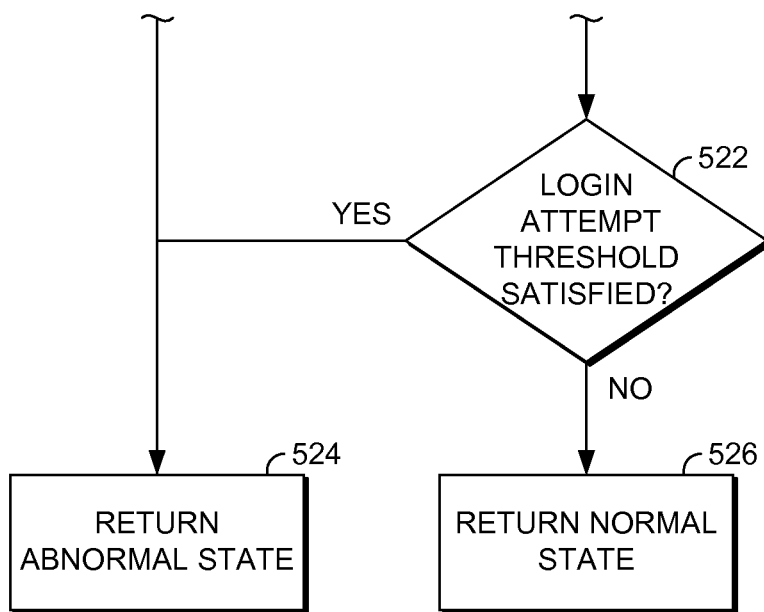 522
LOGIN
ATTEMPT
THRESHOLD
SATISFIED?
YES
NO
524
RETURN
ABNORMAL STATE
526
RETURN NORMAL
STATE